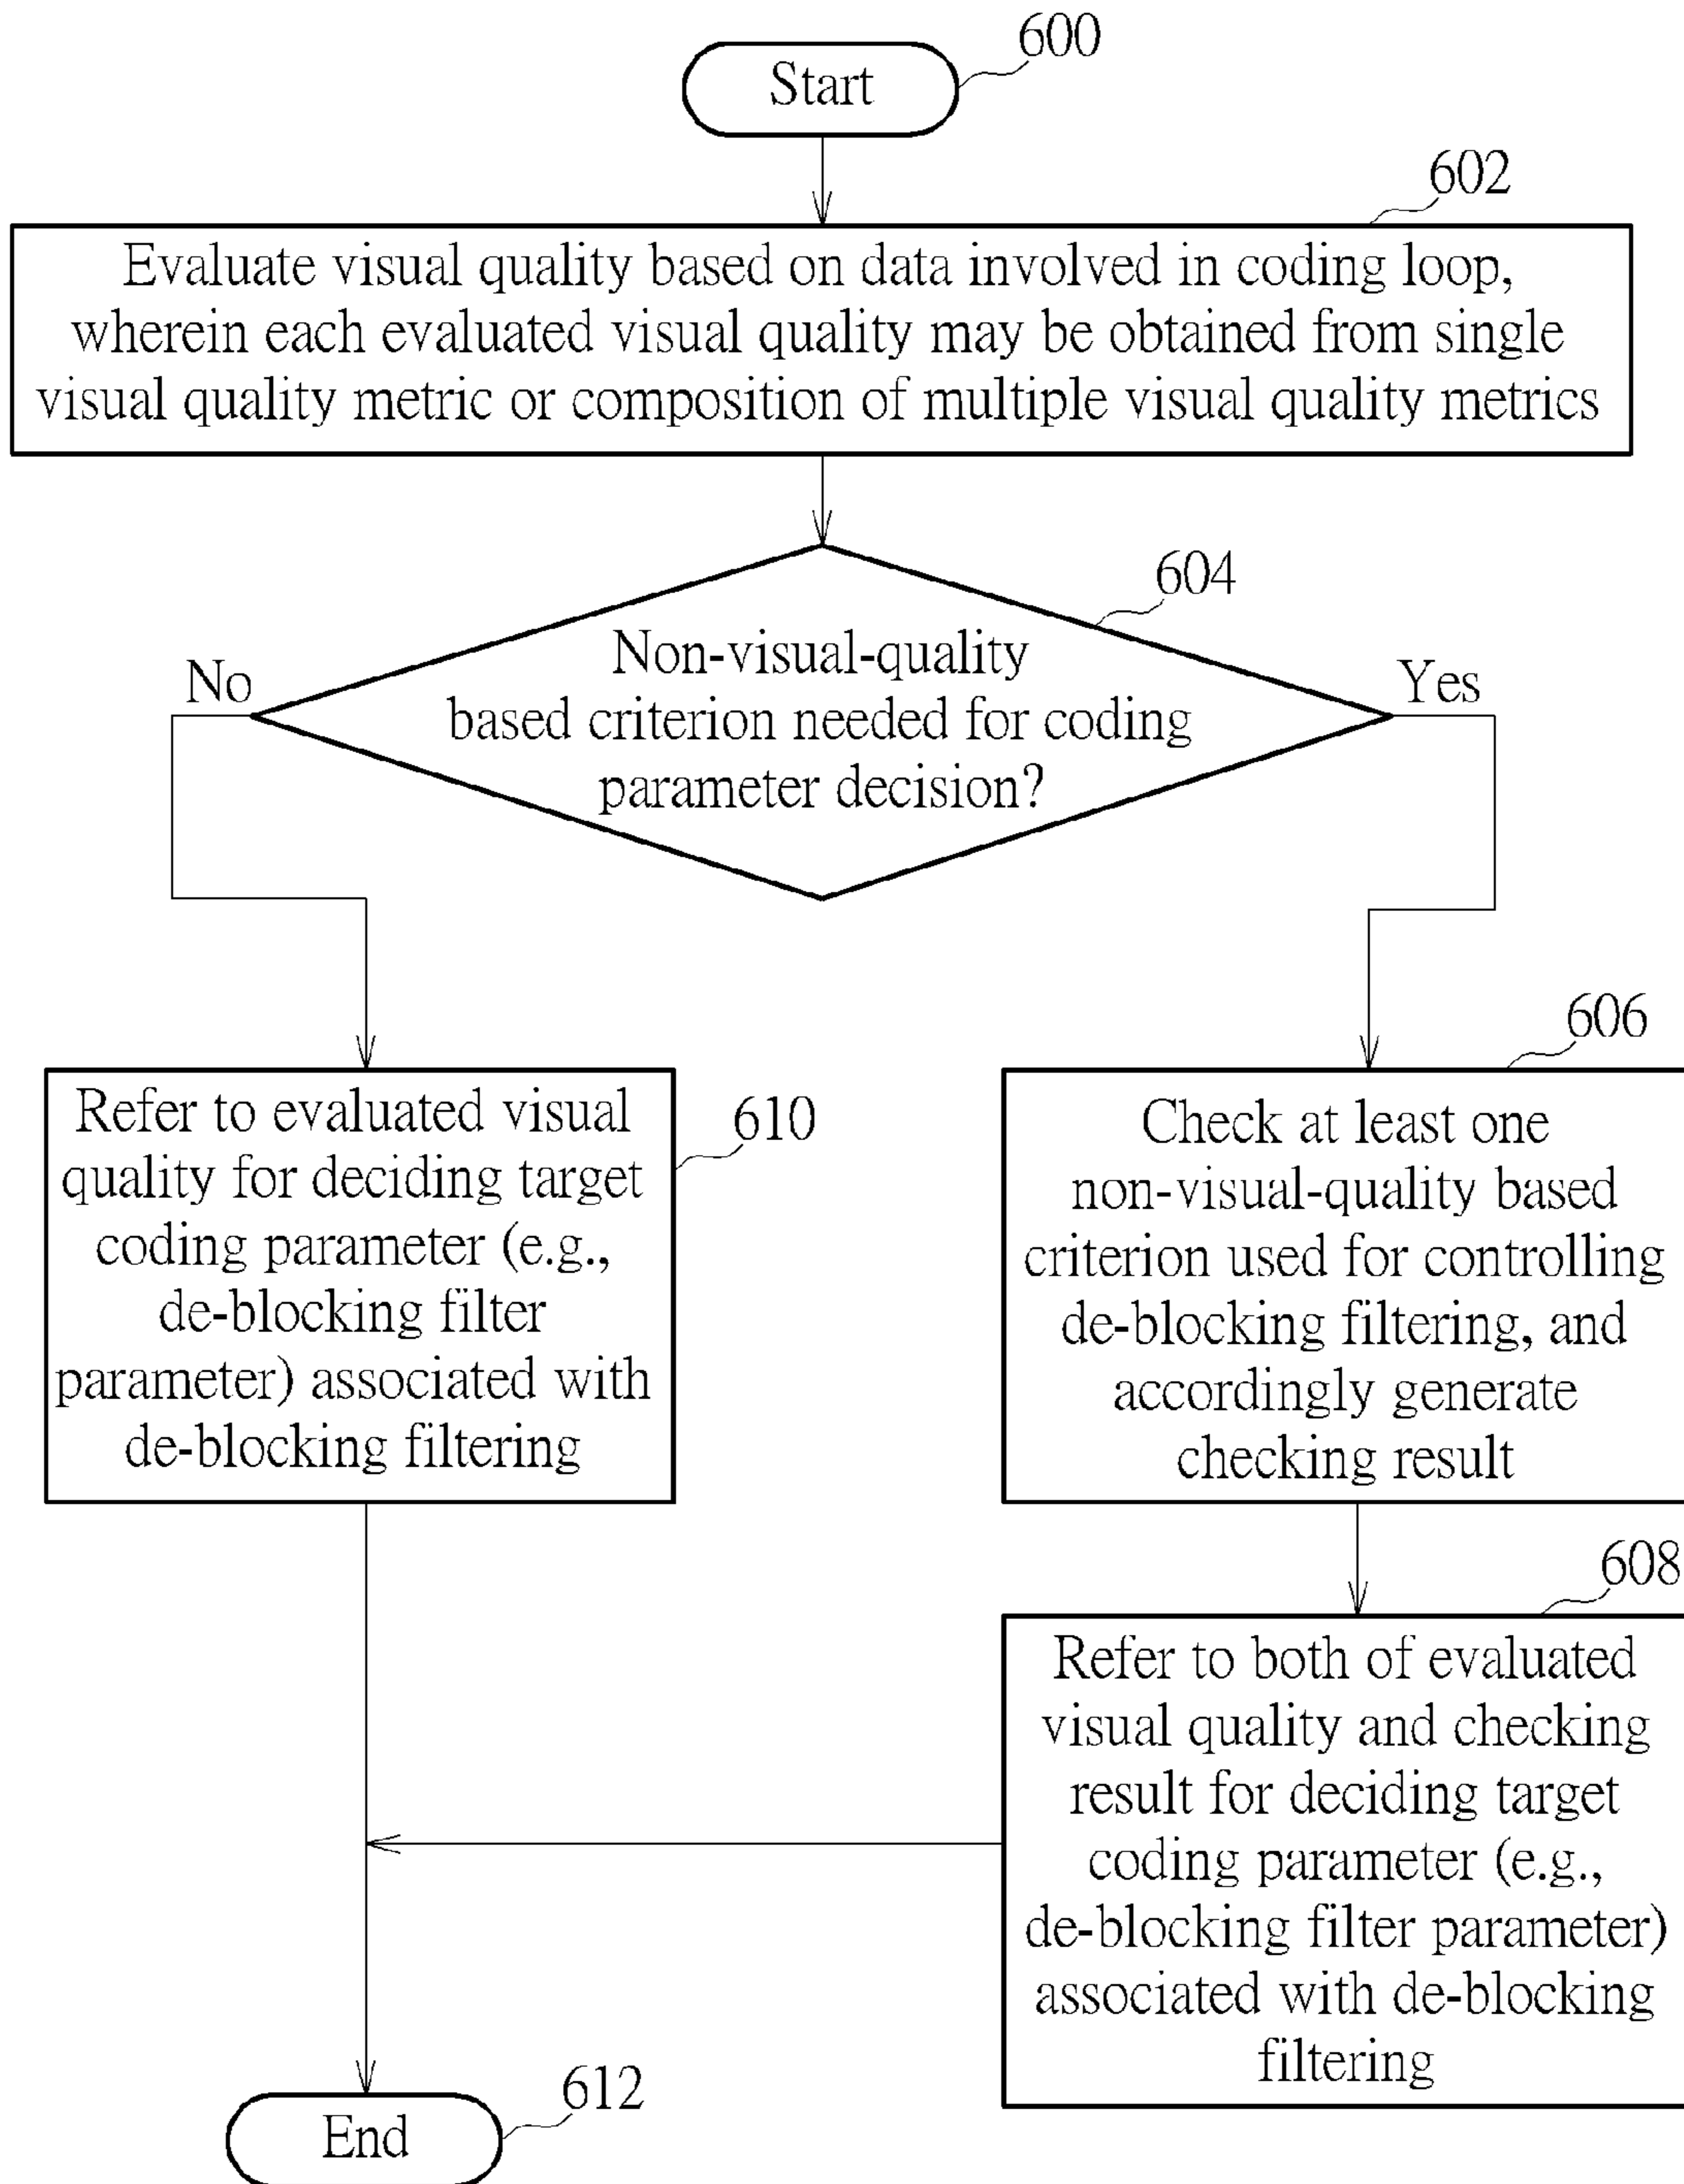 600
Start
602
Evaluate visual quality based on data involved in coding loop,
wherein each evaluated visual quality may be obtained from single
visual quality metric or composition of multiple visual quality metrics
604
Non-visual-quality
based criterion needed for coding
parameter decision?
No
Yes
610
Refer to evaluated visual
quality for deciding target
coding parameter (e.g.,
de-blocking filter
parameter) associated with
de-blocking filtering
606
Check at least one
non-visual-quality based
criterion used for controlling
de-blocking filtering, and
accordingly generate
checking result
608
Refer to both of evaluated
visual quality and checking
result for deciding target
coding parameter (e.g.,
de-blocking filter parameter)
associated with de-blocking
filtering
612
End